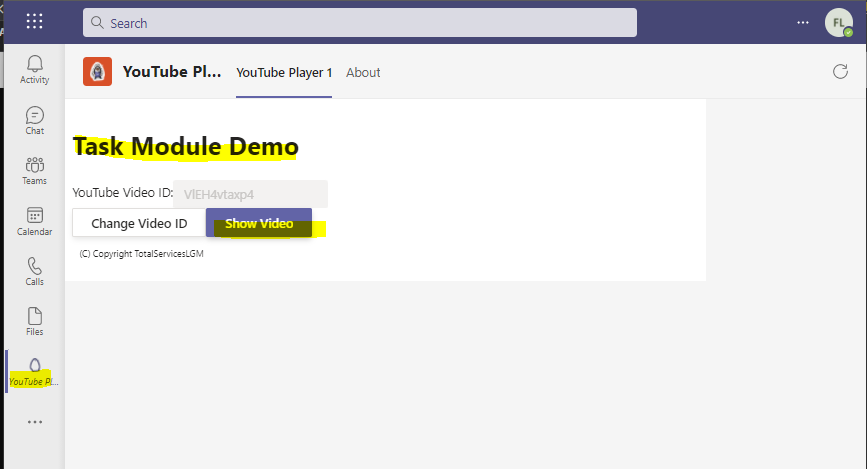 Search
FL
Activity
Chat
Teams
Calendar
Calls
Files
YouTube Pl...
YouTube Pl... YouTube Player 1 About
Task Module Demo
YouTube Video ID: VlEH4vtaxp4
Change Video ID Show Video
(C) Copyright TotalServicesLGM